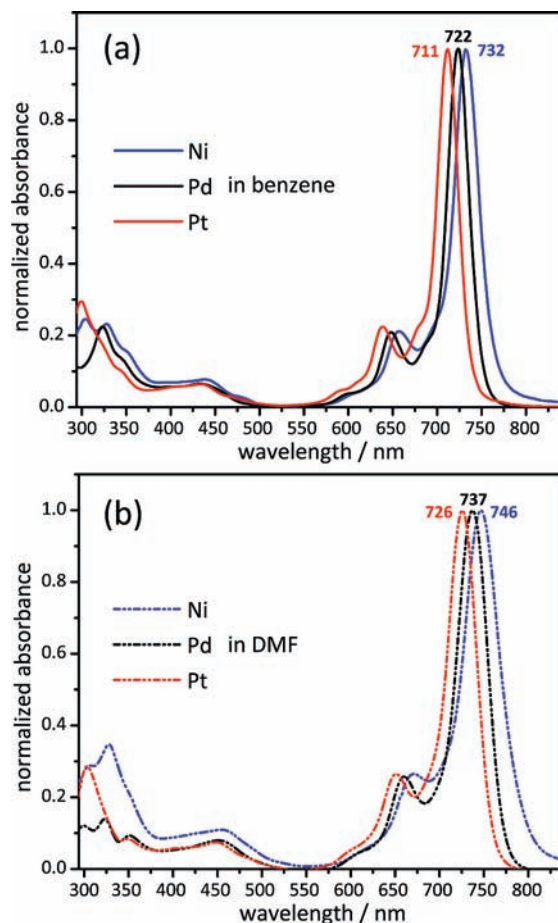 (a)
722
711
732
1.0
0.8
0.6
0.4
0.2
0.0
normalized absorbance
Ni
Pd in benzene
Pt
300 350 400 450 500 550 600 650 700 750 800
wavelength / nm
(b)
737
726
746
1.0
0.8
0.6
0.4
0.2
0.0
normalized absorbance
Ni
Pd in DMF
Pt
300 350 400 450 500 550 600 650 700 750 800
wavelength / nm